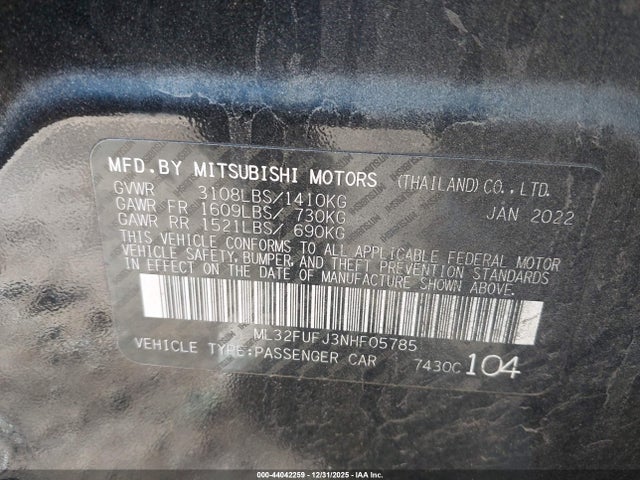 MFD.BY MITSUBISHI MOTORS (THAILAND)CO.,LTD.
GVWR 3108LBS/1410KG JAN 2022
GAWR FR 1609LBS/ 730KG
GAWR RR 1521LBS/ 690KG
THIS VEHICLE CONFORMS TO ALL APPLICABLE FEDERAL MOTOR
VEHICLE SAFETY, BUMPER, AND THEFT PREVENTION STANDARDS
IN EFFECT ON THE DATE OF MANUFACTURE SHOWN ABOVE.
ML32FUFJ3NHF05785
VEHICLE TYPE:PASSENGER CAR 7430C 104
000-44042259 - 12/31/2025 - IAA Inc.